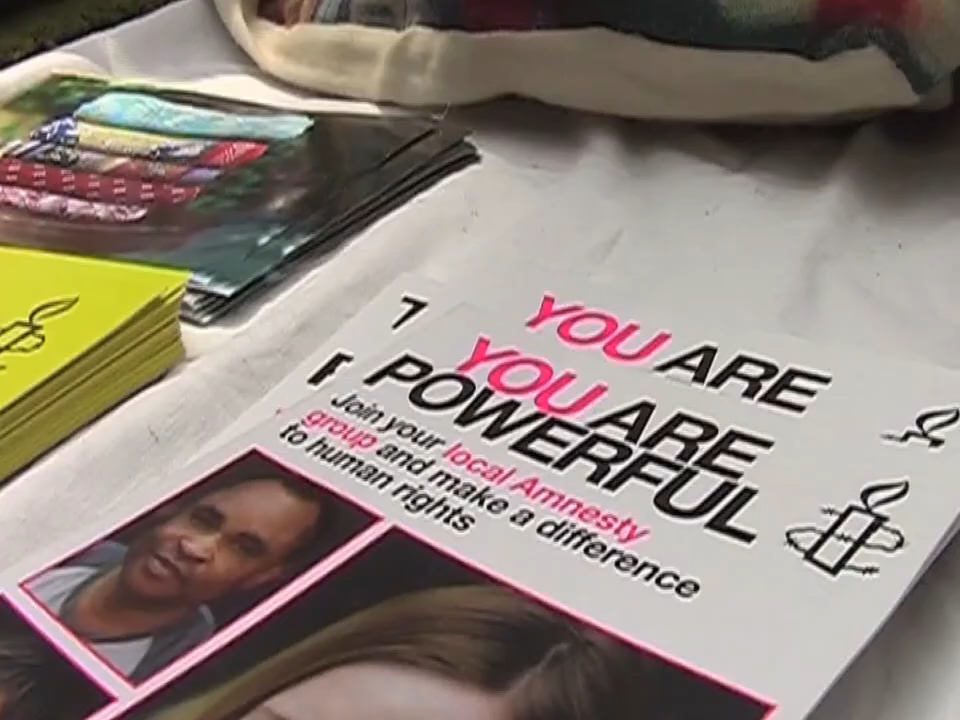 YOU ARE
YOU ARE
POWERFUL
Join your local Amnesty
group and make a difference
to human rights